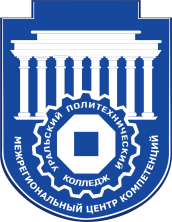 УРАЛЬСКИЙ ПОЛИТЕХНИЧЕСКИЙ
КОЛЛЕДЖ
МЕЖРЕГИОНАЛЬНЫЙ ЦЕНТР КОМПЕТЕНЦИЙ